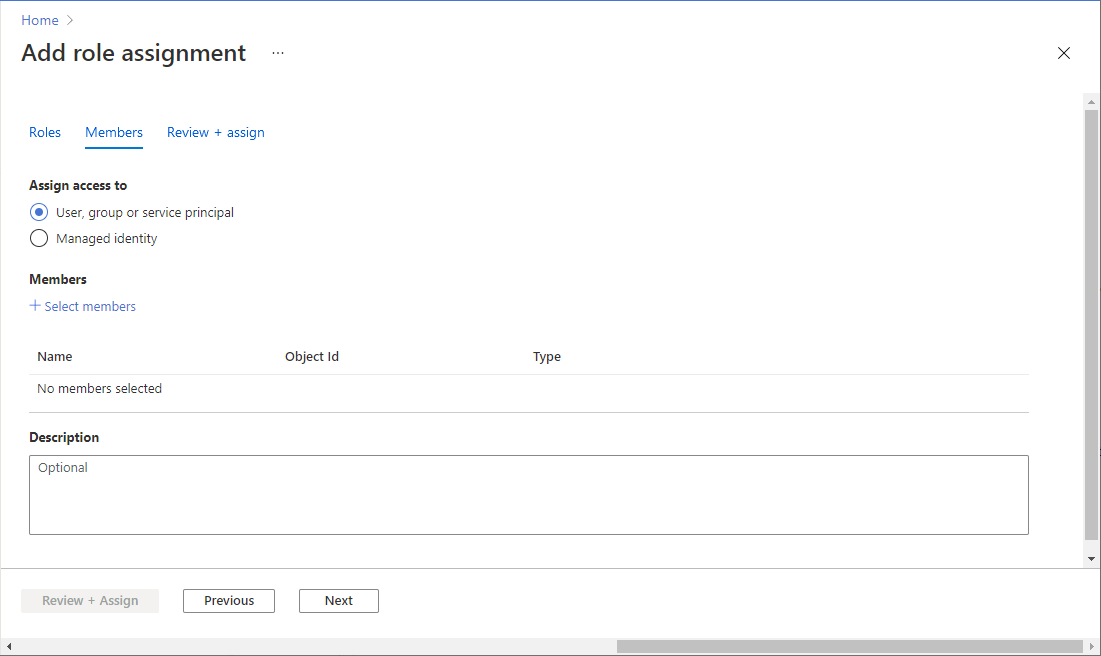 Home
Add role assignment ...
Roles Members Review + assign
Assign access to
User, group or service principal
Managed identity
Members
+ Select members
Name Object Id Type
No members selected
Description
Optional
Review + Assign Previous Next